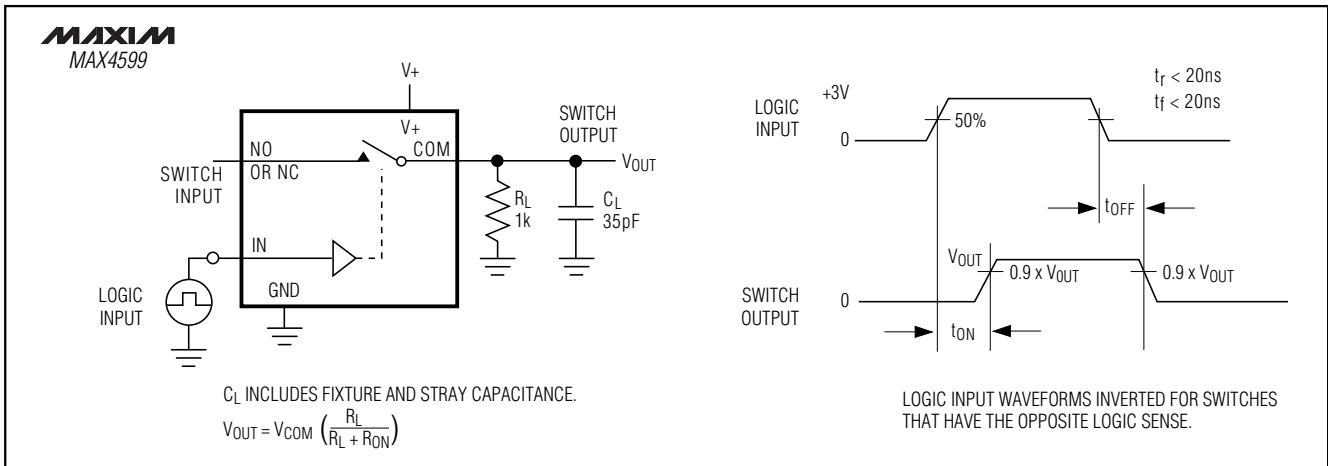 MAXIM
MAX4599
V+
V+
NO
OR NC
COM
SWITCH
INPUT
SWITCH
OUTPUT
VOUT
RL
1k
CL
35pF
IN
GND
LOGIC
INPUT
CL INCLUDES FIXTURE AND STRAY CAPACITANCE.
VOUT = VCOM (RL / RL + RON)
LOGIC
INPUT
+3V
0
50%
tr < 20ns
tf < 20ns
tOFF
VOUT
0.9 x VOUT
0.9 x VOUT
SWITCH
OUTPUT
0
tON
LOGIC INPUT WAVEFORMS INVERTED FOR SWITCHES
THAT HAVE THE OPPOSITE LOGIC SENSE.